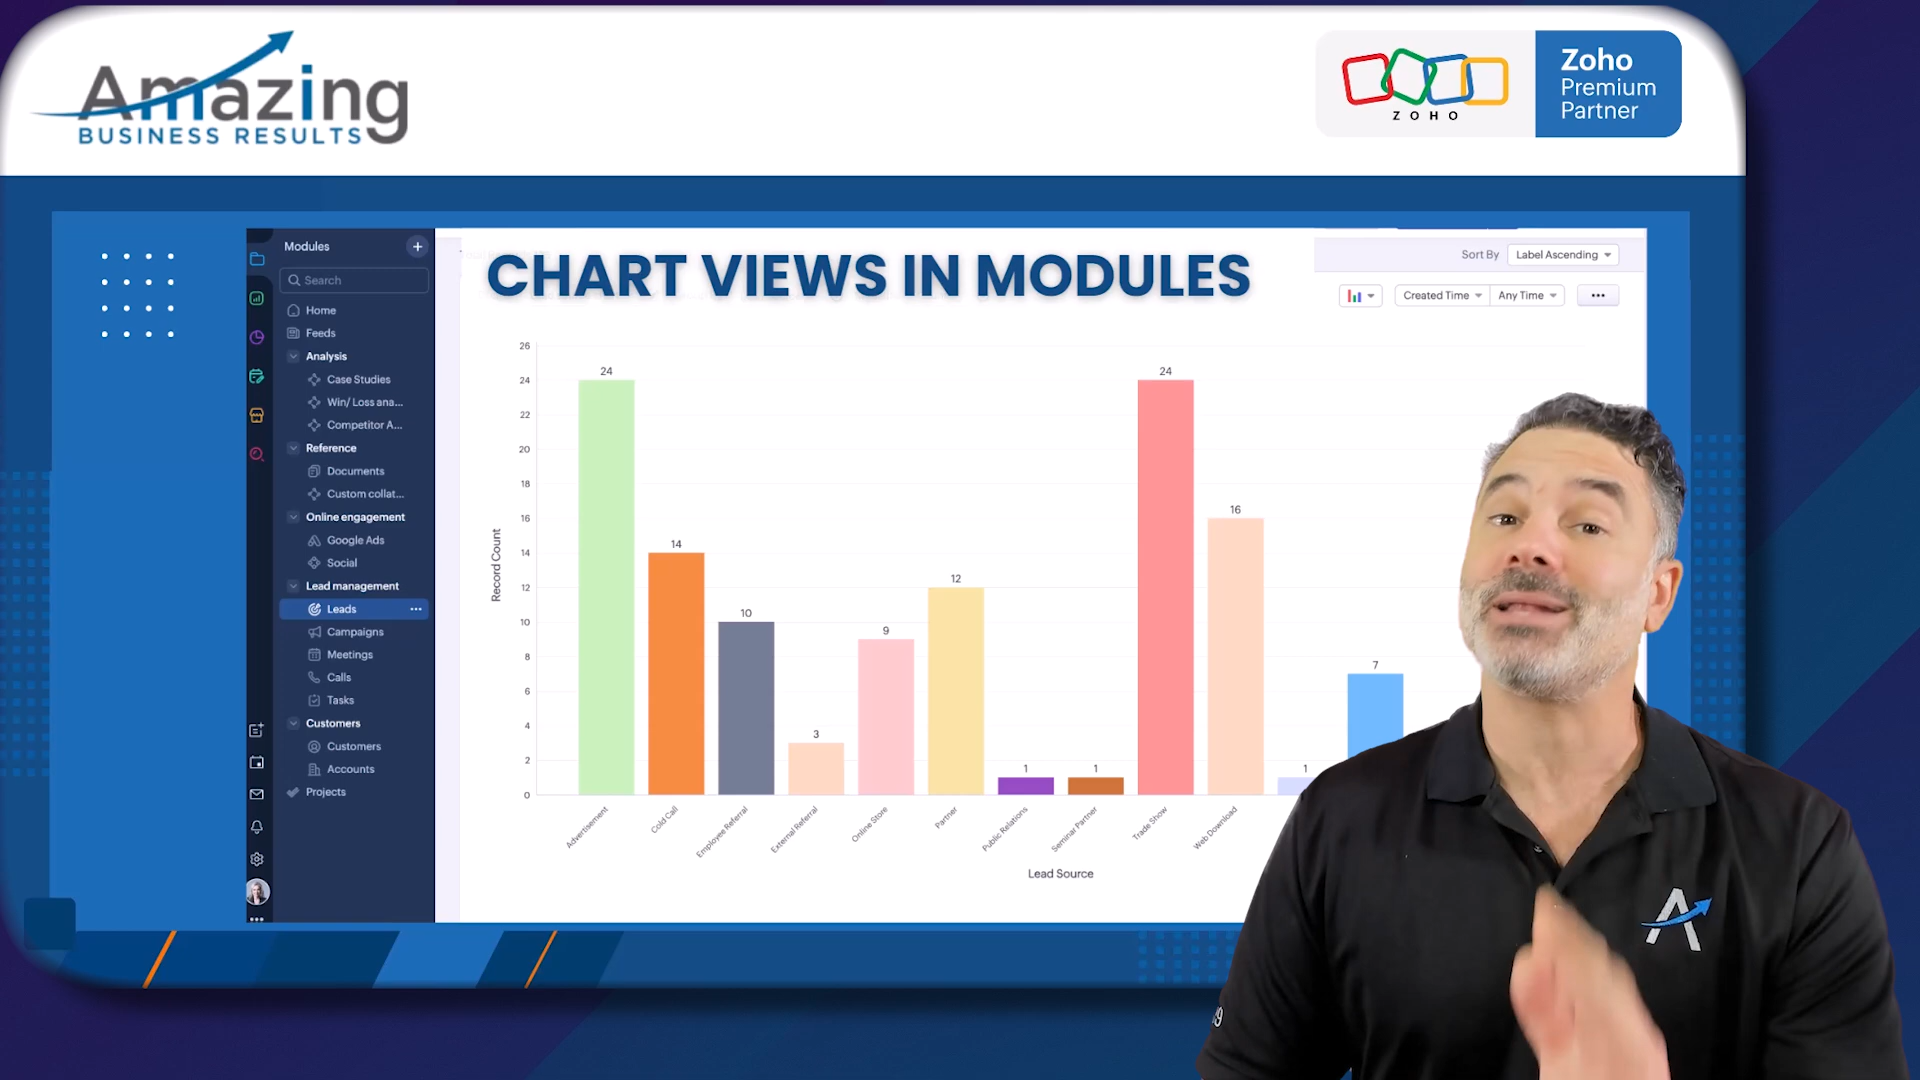 Amazing
BUSINESS RESULTS
ZOHO
Zoho
Premium
Partner
Modules
+
Search
Home
Feeds
Analysis
Case Studies
Win/ Loss ana...
Competitor A...
Reference
Documents
Custom collat...
Online engagement
Google Ads
Social
Lead management
Leads
Campaigns
Meetings
Calls
Tasks
Customers
Customers
Accounts
Projects
CHART VIEWS IN MODULES
Sort By Label Ascending
Created Time Any Time
26
24
22
20
18
16
14
12
10
8
6
4
2
0
Record Count
24
14
10
3
9
12
1
1
24
16
1
7
Advertisement
Cold Call
Employee Referral
External Referral
Online Store
Partner
Public Relations
Seminar Partner
Trade Show
Web Download
Lead Source